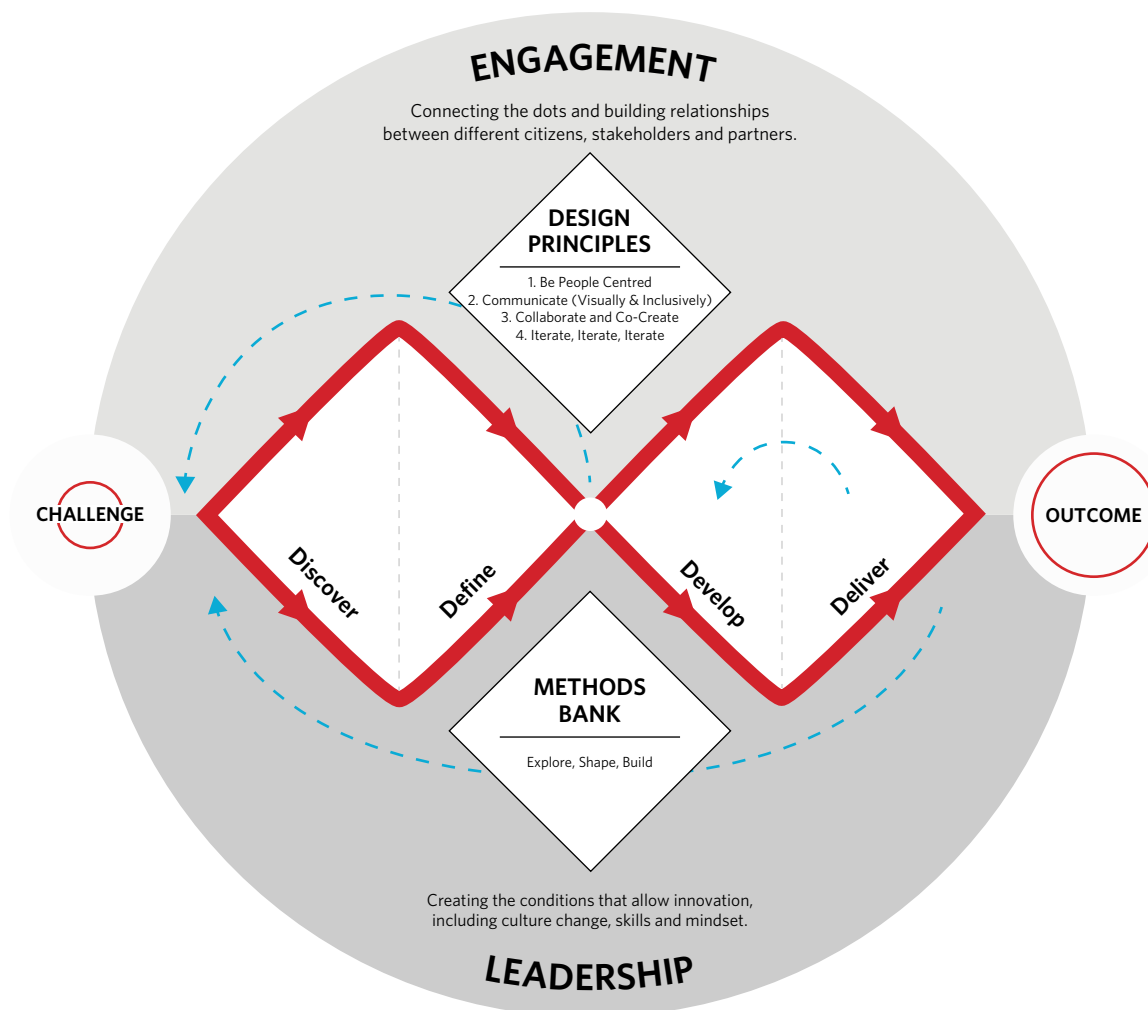 ENGAGEMENT
Connecting the dots and building relationships
between different citizens, stakeholders and partners.
DESIGN
PRINCIPLES
1. Be People Centred
2. Communicate (Visually & Inclusively)
3. Collaborate and Co-Create
4. Iterate, Iterate, Iterate
CHALLENGE
OUTCOME
Discover
Define
Develop
Deliver
METHODS
BANK
Explore, Shape, Build
Creating the conditions that allow innovation,
including culture change, skills and mindset.
LEADERSHIP